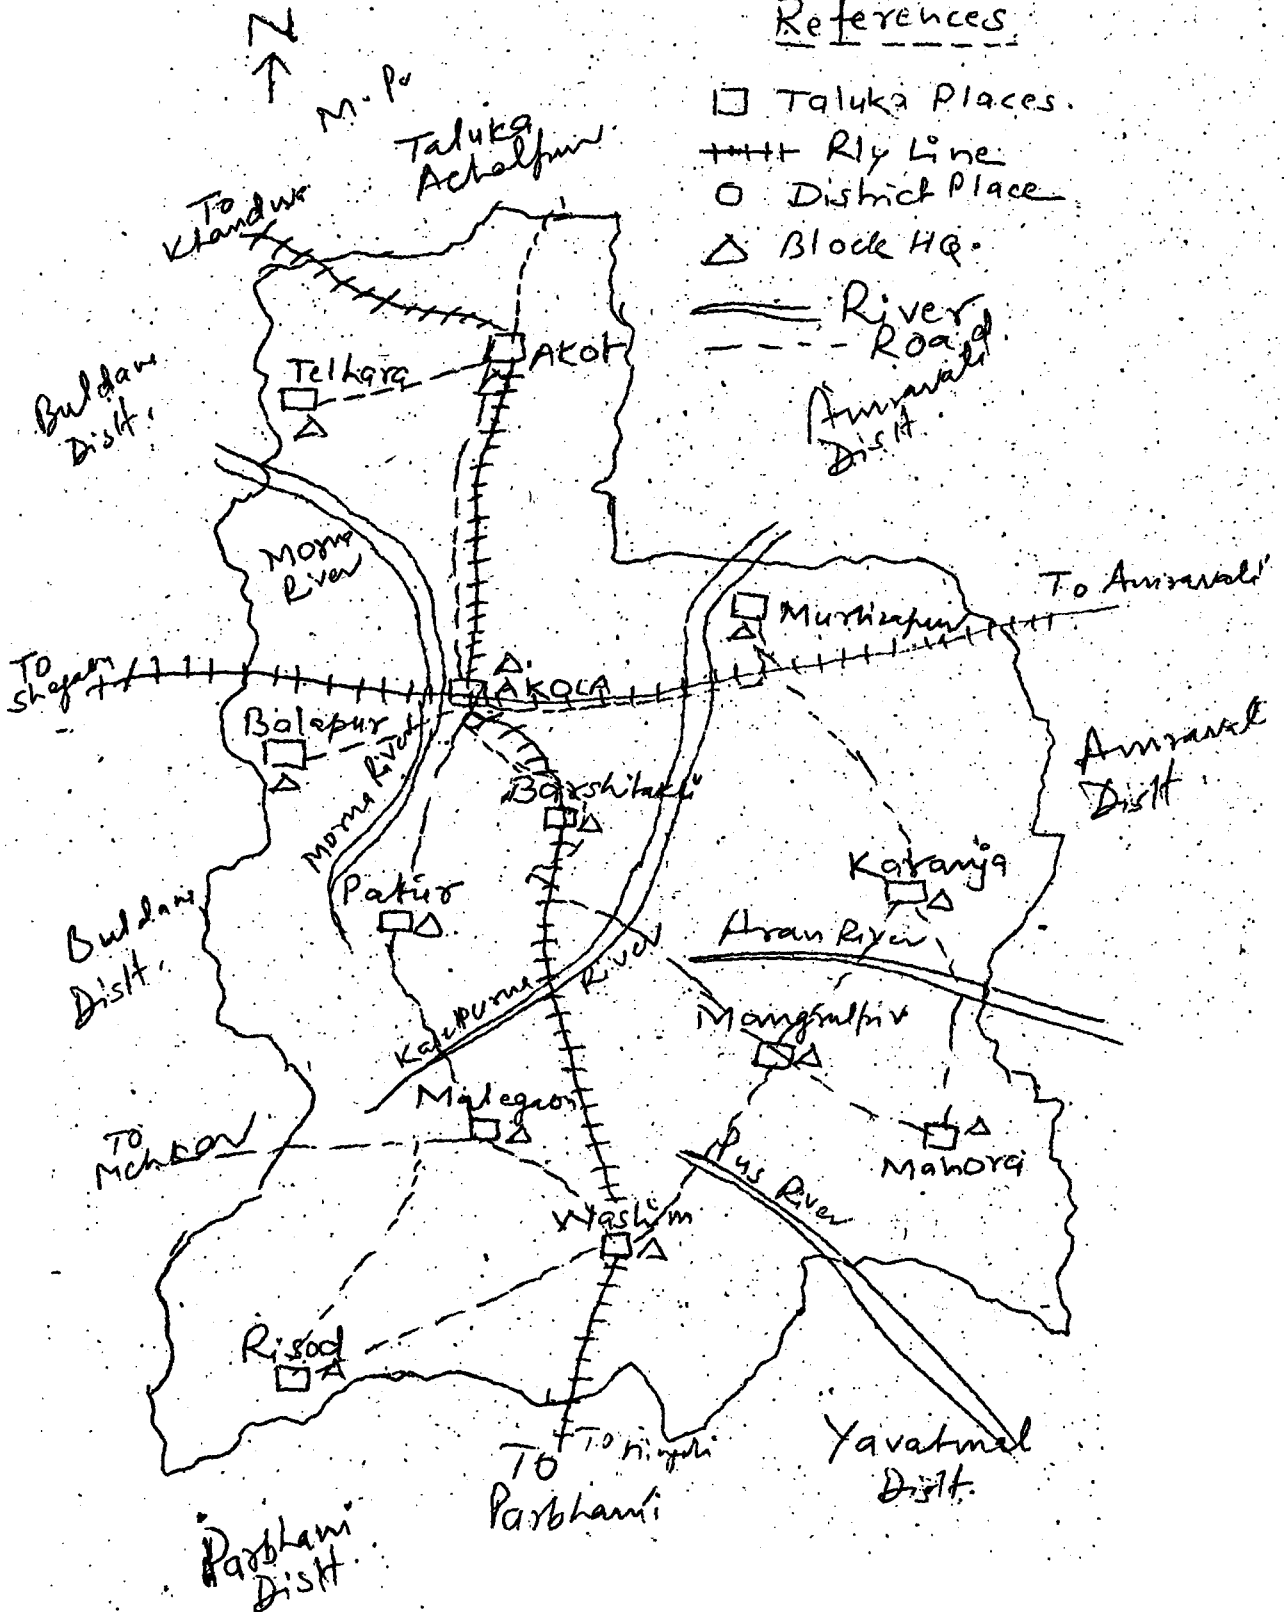 N
References
M. P.
Taluka Places.
Taluka
Achalpur
Rly Line
District Place
To
Khandwa
Block HQ.
River
Road
AKOT
Telhara
Buldana
Distt.
Amravati
Distt.
Morna
River
To Amravati
Murtizapur
To
Shegaon
AKOLA
Balapur
Amravati
Distt.
Morna River
Barshitakli
Karanja
Patur
Buldana
Distt.
Aran River
Katepurna River
Mangrulpir
Malegaon
To
Mehkar
Manora
Pus River
Washim
Risod
To
Parbhani
To Hingoli
Yavatmal
Distt.
Parbhani
Distt.